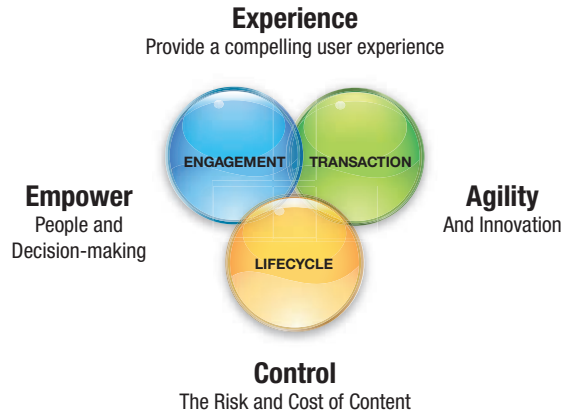 Experience
Provide a compelling user experience
ENGAGEMENT
TRANSACTION
Empower
People and
Decision-making
Agility
And Innovation
LIFECYCLE
Control
The Risk and Cost of Content